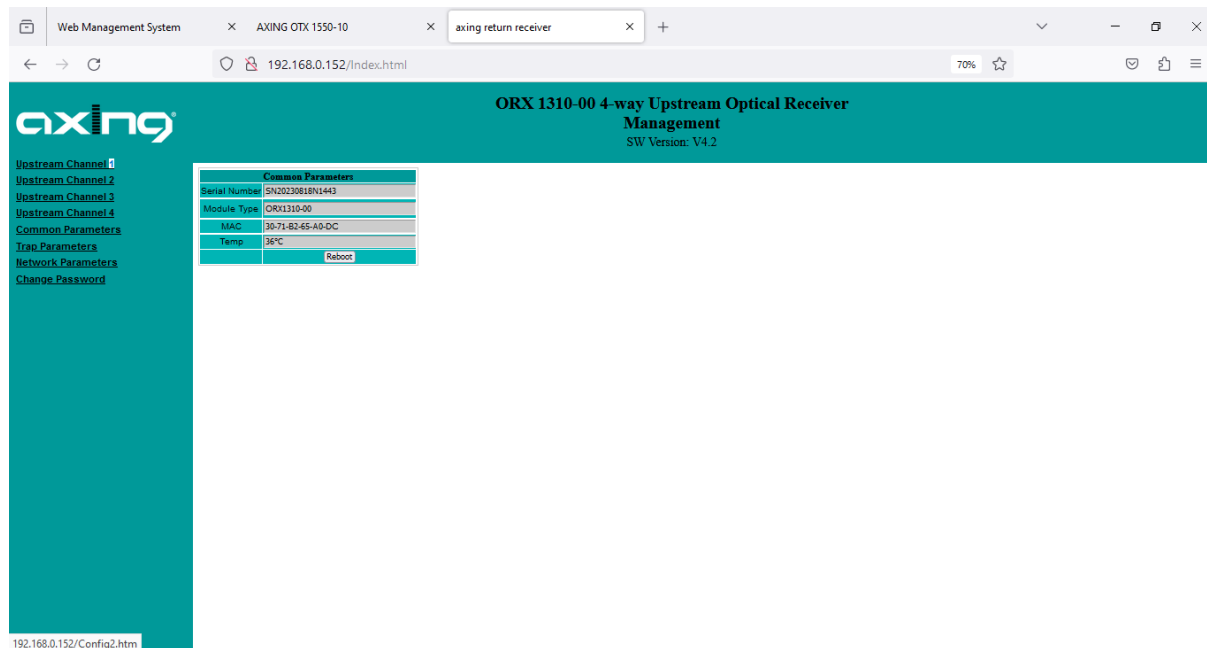 Web Management System
AXING OTX 1550-10
axing return receiver
192.168.0.152/Index.html
70%
axing
ORX 1310-00 4-way Upstream Optical Receiver
Management
SW Version: V4.2
Upstream Channel 1
Upstream Channel 2
Upstream Channel 3
Upstream Channel 4
Common Parameters
Trap Parameters
Network Parameters
Change Password
Common Parameters
Serial Number SN20230818N1443
Module Type ORX1310-00
MAC 30-71-B2-65-A0-DC
Temp 36°C
Reboot
192.168.0.152/Config2.htm